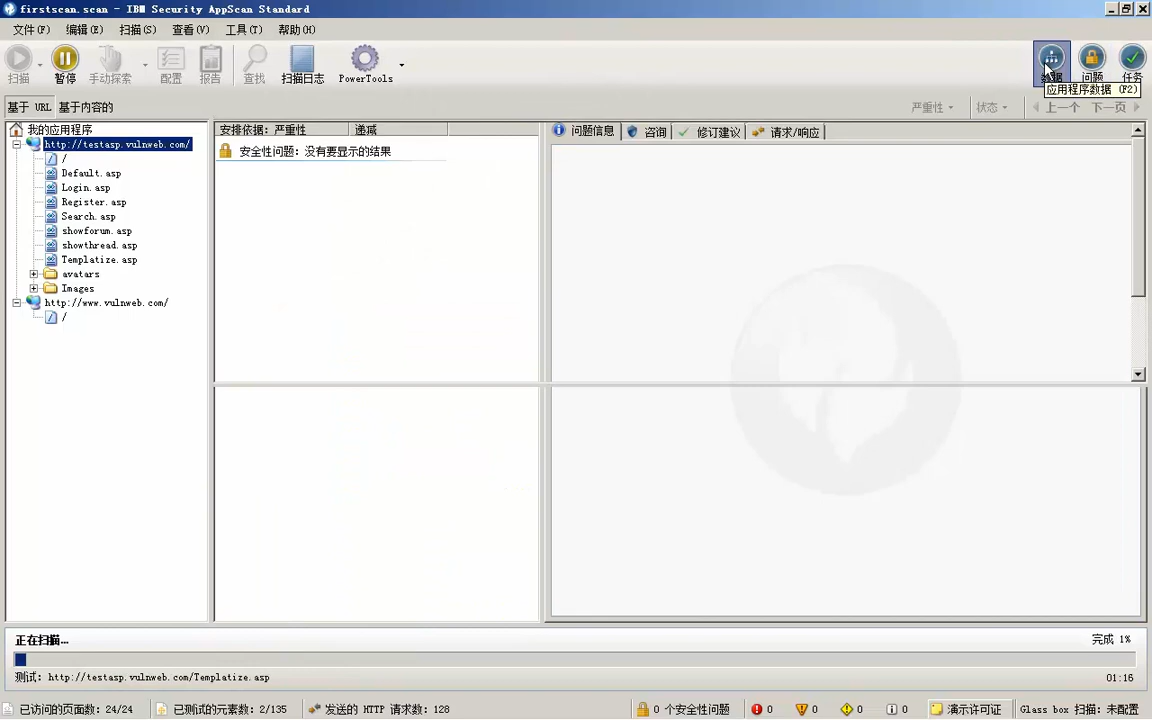 firstscan.scan - IBM Security AppScan Standard
文件(F) 编辑(E) 扫描(S) 查看(V) 工具(T) 帮助(H)
扫描 暂停 手动探索 配置 报告 查找 扫描日志 PowerTools 数据 问题 任务
应用程序数据 (F2)
基于 URL 基于内容的 严重性 状态 上一个 下一页
我的应用程序
http://testasp.vulnweb.com/
/
Default.asp
Login.asp
Register.asp
Search.asp
showforum.asp
showthread.asp
Templatize.asp
avatars
Images
http://www.vulnweb.com/
/
安排依据: 严重性 递减
安全性问题: 没有要显示的结果
问题信息 咨询 修订建议 请求/响应
正在扫描... 完成 1%
测试: http://testasp.vulnweb.com/Templatize.asp 01:16
已访问的页面数: 24/24 已测试的元素数: 2/135 发送的 HTTP 请求数: 128 0 个安全性问题 0 0 0 0 演示许可证 Glass box 扫描: 未配置